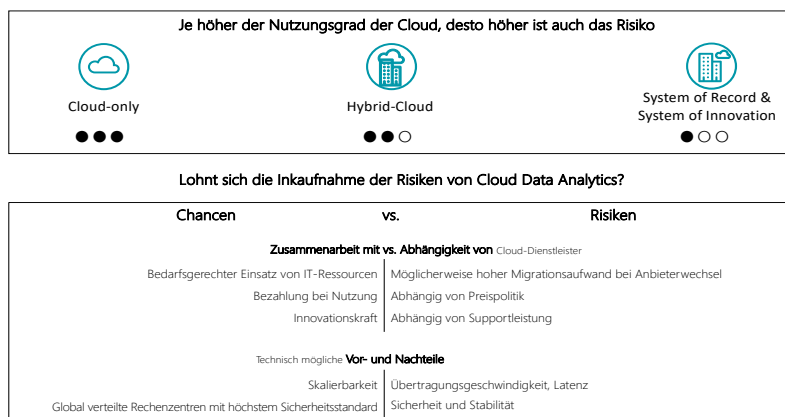 Je höher der Nutzungsgrad der Cloud, desto höher ist auch das Risiko
Cloud-only
Hybrid-Cloud
System of Record &
System of Innovation
Lohnt sich die Inkaufnahme der Risiken von Cloud Data Analytics?
Chancen vs. Risiken
Zusammenarbeit mit vs. Abhängigkeit von Cloud-Dienstleister
Bedarfsgerechter Einsatz von IT-Ressourcen Möglicherweise hoher Migrationsaufwand bei Anbieterwechsel
Bezahlung bei Nutzung Abhängig von Preispolitik
Innovationskraft Abhängig von Supportleistung
Technisch mögliche Vor- und Nachteile
Skalierbarkeit Übertragungsgeschwindigkeit, Latenz
Global verteilte Rechenzentren mit höchstem Sicherheitsstandard Sicherheit und Stabilität